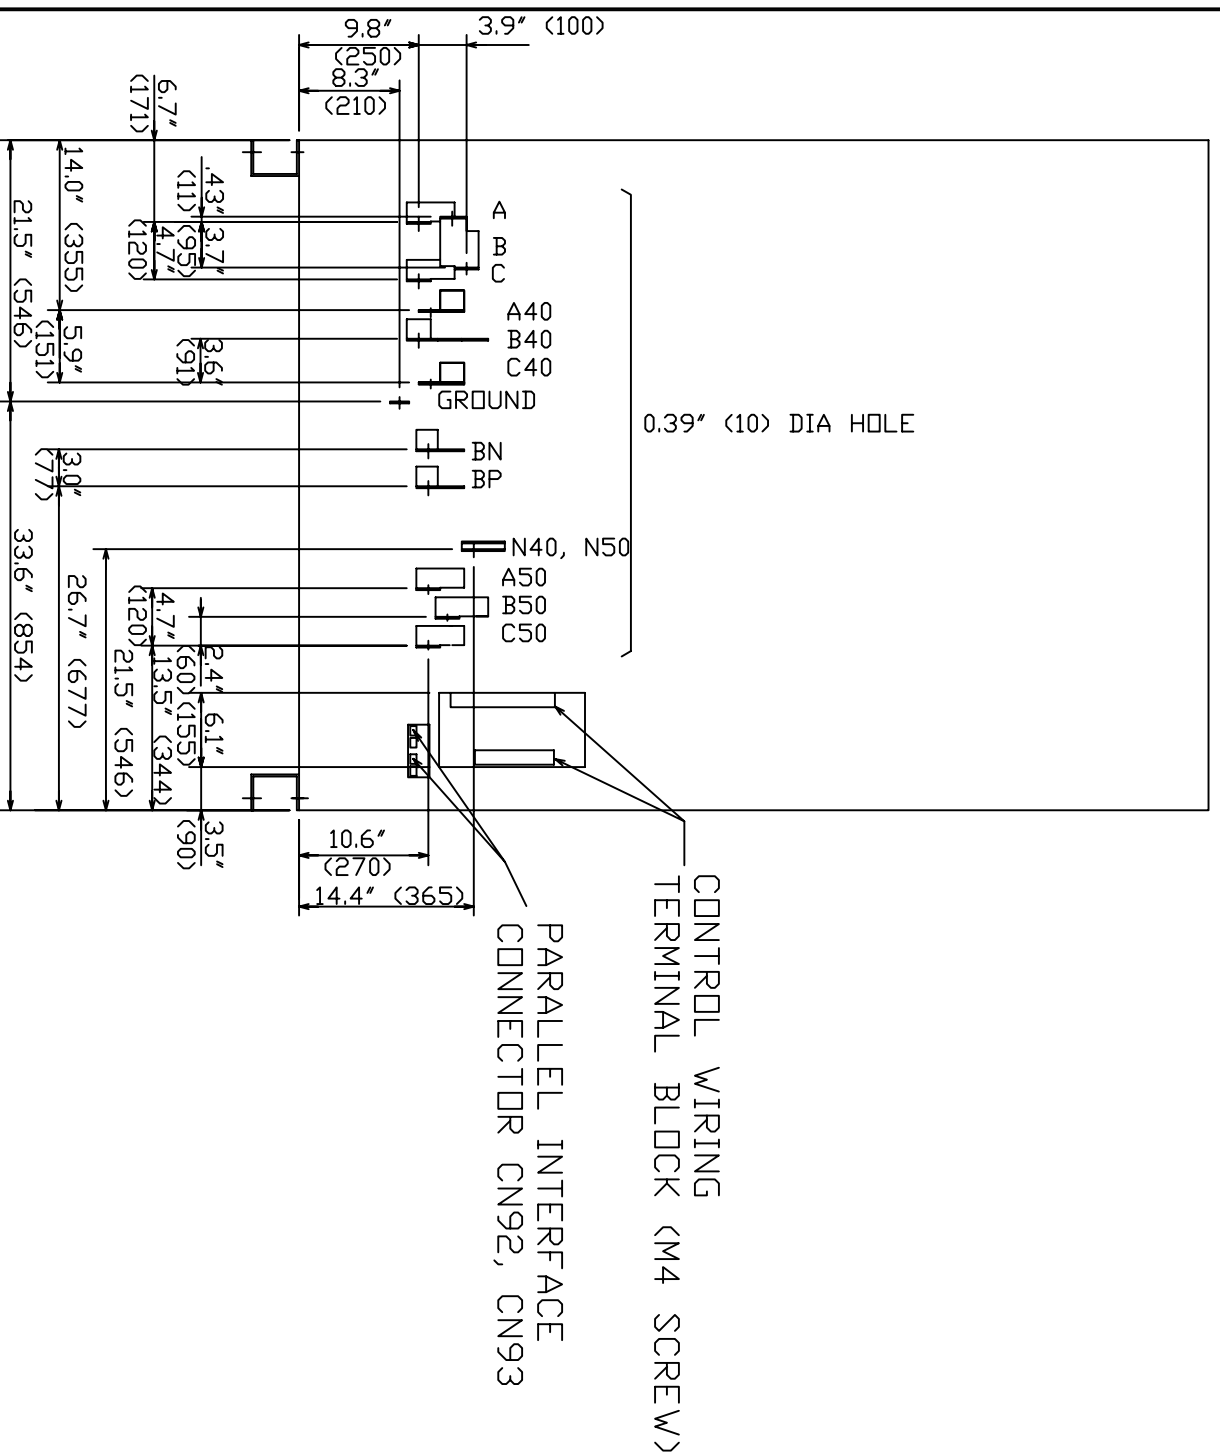 9.8" 3.9" (100)
(250)
8.3"
(210)
6.7"
(171)
14.0" (355)
21.5" (546)
.43"
(11)
3.7"
(95)
4.7"
(120)
5.9"
(151)
3.6"
(91)
A
B
C
A40
B40
C40
GROUND
BN
BP
N40, N50
A50
B50
C50
0.39" (10) DIA HOLE
3.0"
(77)
33.6" (854)
26.7" (677)
21.5" (546)
4.7"
(120)
13.5" (344)
2.4"
(60)
6.1"
(155)
3.5"
(90)
10.6"
(270)
14.4" (365)
CONTROL WIRING
TERMINAL BLOCK (M4 SCREW)
PARALLEL INTERFACE
CONNECTOR CN92, CN93